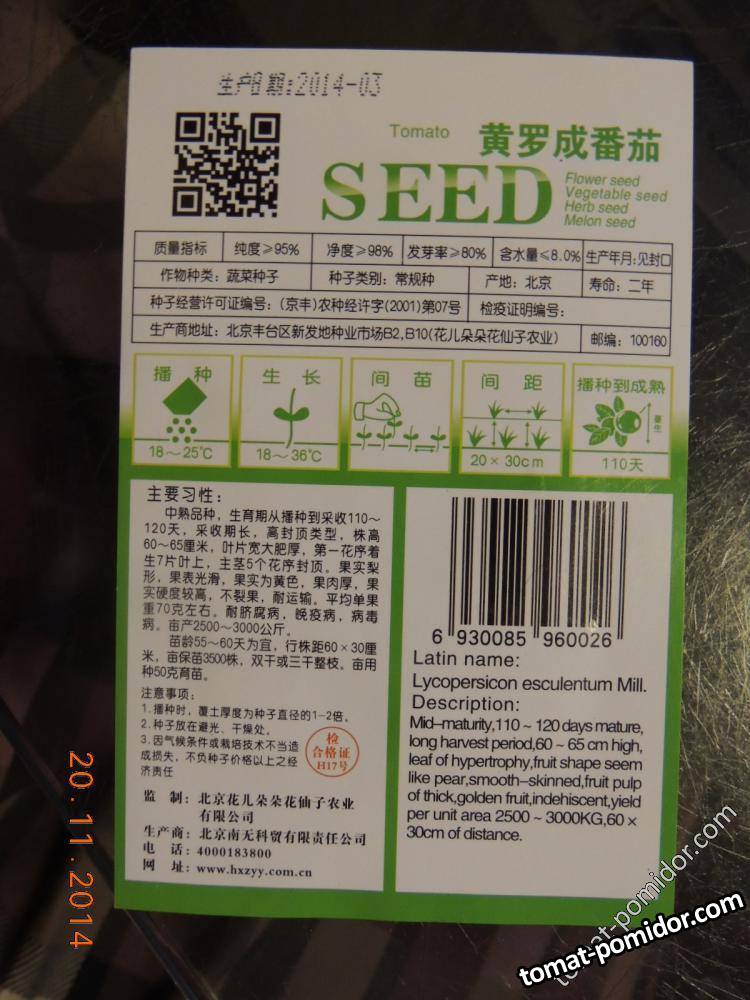 生产日期:2014-03
Tomato 黄罗成番茄
SEED
Flower seed
Vegetable seed
Herb seed
Melon seed
质量指标 纯度≥95% 净度≥98% 发芽率≥80% 含水量≤8.0% 生产年月:见封口
作物种类：蔬菜种子 种子类别：常规种 产地：北京 寿命：二年
种子经营许可证编号：(京丰)农种经许字(2001)第07号 检疫证明编号：
生产商地址：北京丰台区新发地种业市场B2,B10(花儿朵朵花仙子农业) 邮编：100160
播种 生长 间苗 间距 播种到成熟
番生
18～25℃ 18～36℃ 20×30cm 110天
主要习性：
中熟品种，生育期从播种到采收110～
120天，采收期长，高封顶类型，株高
60～65厘米，叶片宽大肥厚，第一花序着
生7片叶上，主茎5个花序封顶。果实梨
形，果表光滑，果实为黄色，果肉厚，果
实硬度较高，不裂果，耐运输。平均单果
重70克左右。耐脐腐病，晚疫病，病毒
病。亩产2500～3000公斤。
苗龄55～60天为宜，行株距60×30厘
米，亩保苗3500株，双干或三干整枝。亩用
种50克育苗。
注意事项：
1.播种时，覆土厚度为种子直径的1-2倍。
2.种子放在避光、干燥处。
3.因气候条件或栽培技术不当造
成损失，不负种子价格以上之经
济责任
检
合格证
H17号
监 制：北京花儿朵朵花仙子农业
有限公司
生产商：北京南无科贸有限责任公司
电 话：4000183800
网 址：www.hxzyy.com.cn
6 930085 960026
Latin name:
Lycopersicon esculentum Mill.
Description:
Mid-maturity,110~120 days mature,
long harvest period,60~65 cm high,
leaf of hypertrophy,fruit shape seem
like pear,smooth-skinned,fruit pulp
of thick,golden fruit,indehiscent,yield
per unit area 2500~3000KG,60×
30cm of distance.
20.11.2014
tomat-pomidor.com
tomat-pomidor.com